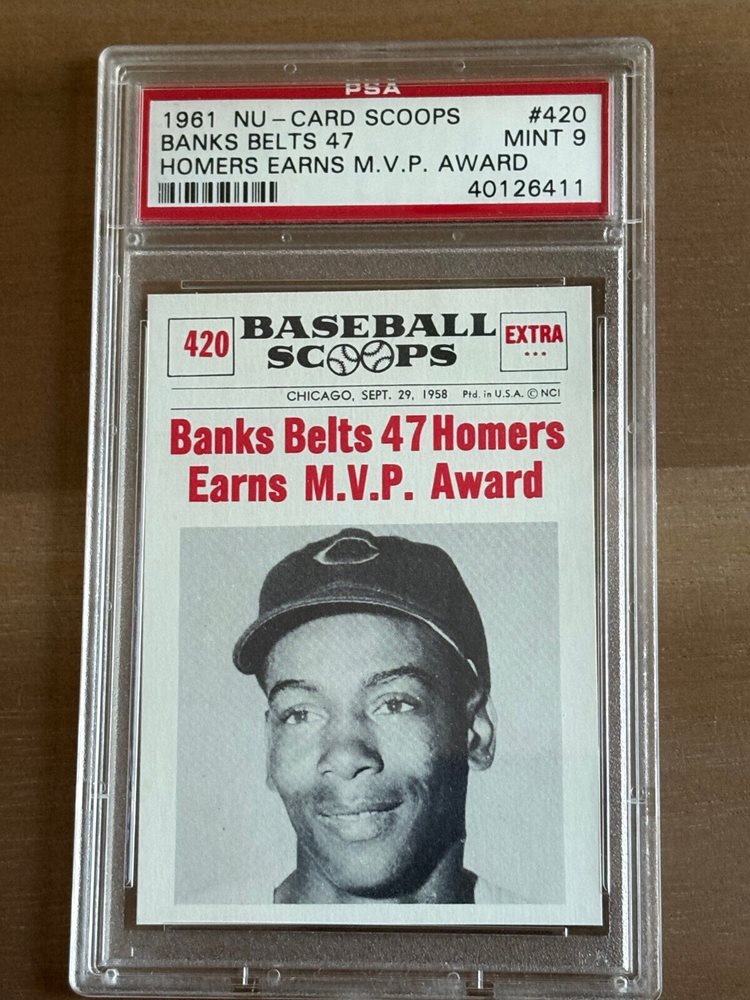 PSA
1961 NU-CARD SCOOPS #420
BANKS BELTS 47 MINT 9
HOMERS EARNS M.V.P. AWARD
40126411
420 BASEBALL SCOOPS EXTRA
...
CHICAGO, SEPT. 29, 1958 Ptd. in U.S.A. © NCI
Banks Belts 47 Homers
Earns M.V.P. Award
C